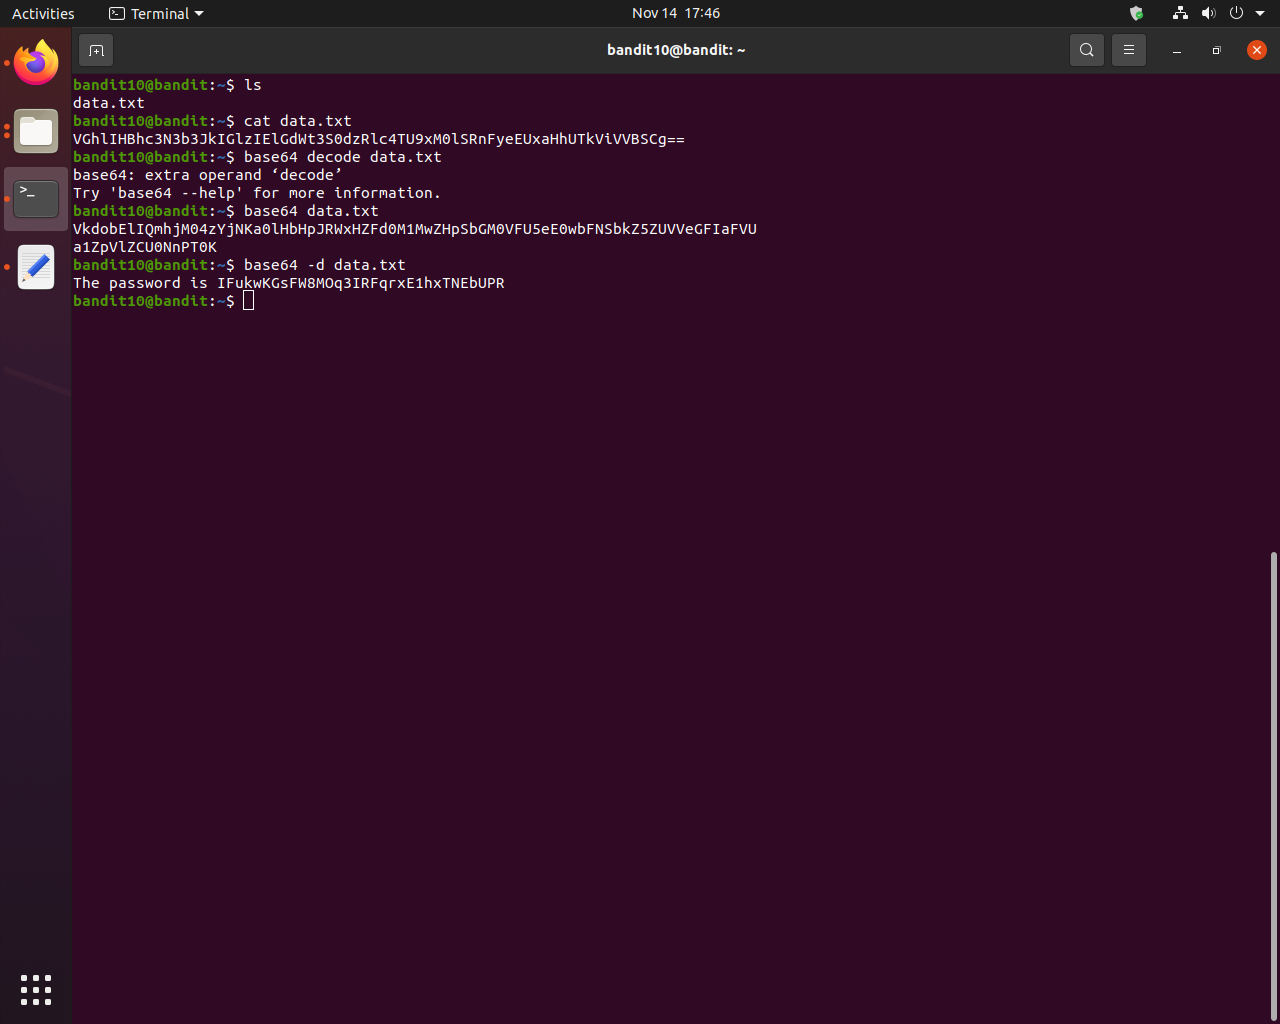 Activities
Terminal
Nov 14 17:46
bandit10@bandit: ~
bandit10@bandit:~$ ls
data.txt
bandit10@bandit:~$ cat data.txt
VGhlIHBhc3N3b3JkIGlzIElGdWt3S0dzRlc4TU9xM0lSRnFyeEUxaHhUTkViVVBSCg==
bandit10@bandit:~$ base64 decode data.txt
base64: extra operand ‘decode’
Try 'base64 --help' for more information.
bandit10@bandit:~$ base64 data.txt
VkdobElIQmhjM04zYjNKa0lHbHpJRWxHZFd0M1MwZHpSbGM0VFU5eE0wbFNSbkZ5ZUVVeGFIaFVU
a1ZpVlZCU0NnPT0K
bandit10@bandit:~$ base64 -d data.txt
The password is IFukwKGsFW8MOq3IRFqrxE1hxTNEbUPR
bandit10@bandit:~$